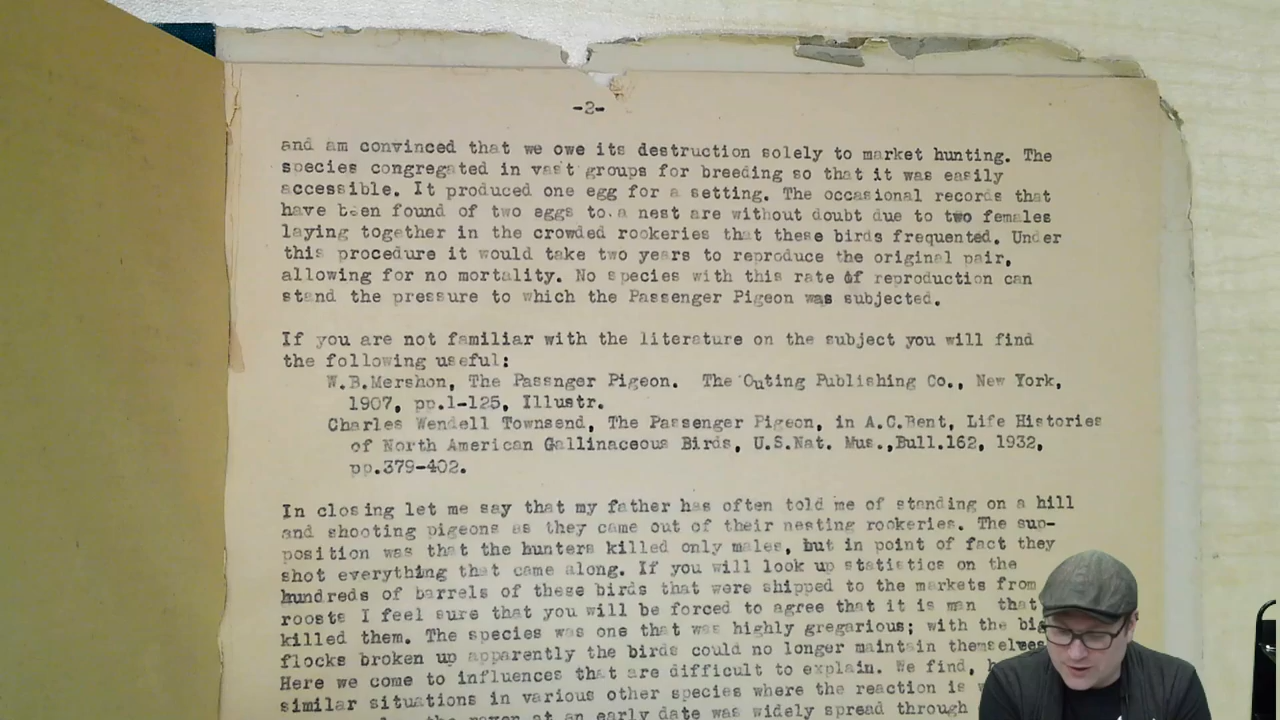 -2-
and am convinced that we owe its destruction solely to market hunting. The
species congregated in vast groups for breeding so that it was easily
accessible. It produced one egg for a setting. The occasional records that
have been found of two eggs to a nest are without doubt due to two females
laying together in the crowded rookeries that these birds frequented. Under
this procedure it would take two years to reproduce the original pair,
allowing for no mortality. No species with this rate of reproduction can
stand the pressure to which the Passenger Pigeon was subjected.
If you are not familiar with the literature on the subject you will find
the following useful:
W.B.Mershon, The Passnger Pigeon. The Outing Publishing Co., New York,
1907, pp.1-125, Illustr.
Charles Wendell Townsend, The Passenger Pigeon, in A.C.Bent, Life Histories
of North American Gallinaceous Birds, U.S.Nat. Mus.,Bull.162, 1932,
pp.379-402.
In closing let me say that my father has often told me of standing on a hill
and shooting pigeons as they came out of their nesting rookeries. The sup-
position was that the hunters killed only males, but in point of fact they
shot everything that came along. If you will look up statistics on the
hundreds of barrels of these birds that were shipped to the markets from
roosts I feel sure that you will be forced to agree that it is man that
killed them. The species was one that was highly gregarious; with the big
flocks broken up apparently the birds could no longer maintain themselves
Here we come to influences that are difficult to explain. We find,
similar situations in various other species where the reaction is
the raven at an early date was widely spread through